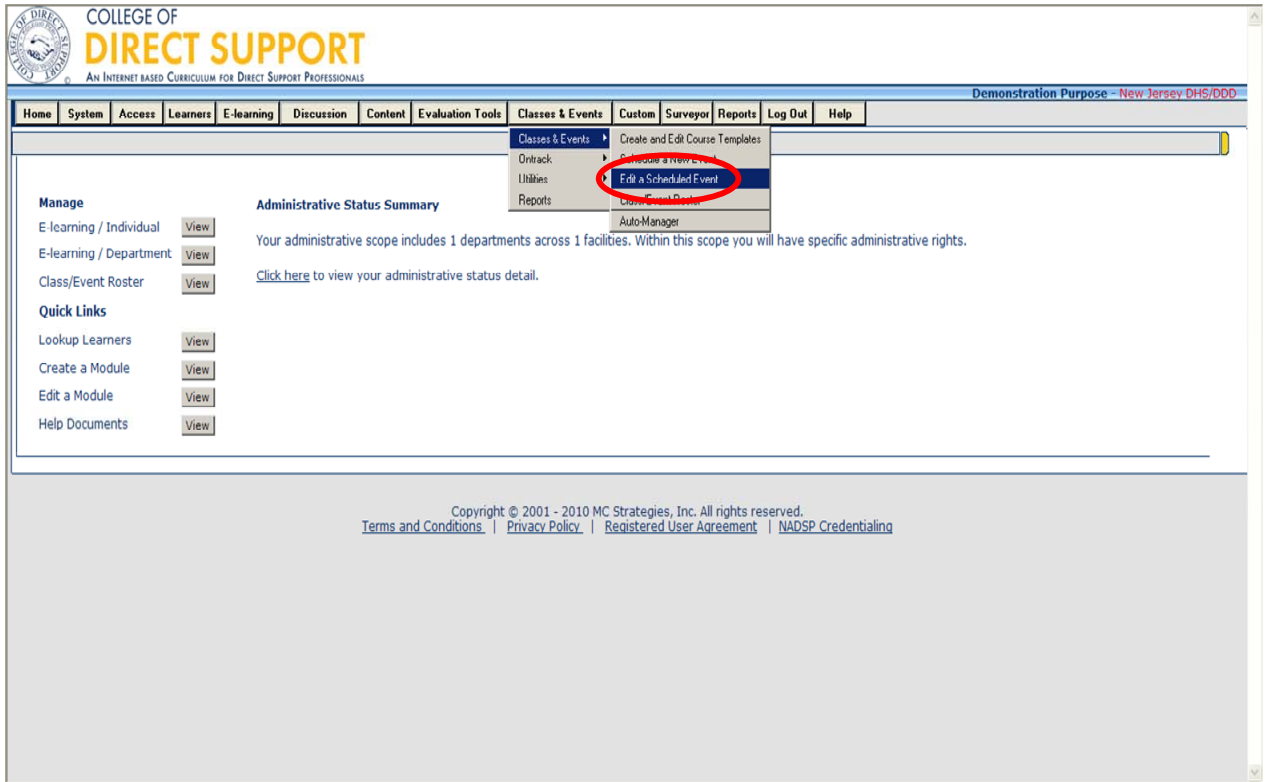 COLLEGE OF
DIRECT SUPPORT
AN INTERNET BASED CURRICULUM FOR DIRECT SUPPORT PROFESSIONALS
Demonstration Purpose - New Jersey DHS/DDD
Home System Access Learners E-learning Discussion Content Evaluation Tools Classes & Events Custom Surveyor Reports Log Out Help
Classes & Events
Ontrack
Utilities
Reports
Create and Edit Course Templates
Schedule a New Event
Edit a Scheduled Event
Class/Event Roster
Auto-Manager
Manage
E-learning / Individual View
E-learning / Department View
Class/Event Roster View
Quick Links
Lookup Learners View
Create a Module View
Edit a Module View
Help Documents View
Administrative Status Summary
Your administrative scope includes 1 departments across 1 facilities. Within this scope you will have specific administrative rights.
Click here to view your administrative status detail.
Copyright © 2001 - 2010 MC Strategies, Inc. All rights reserved.
Terms and Conditions | Privacy Policy | Registered User Agreement | NADSP Credentialing